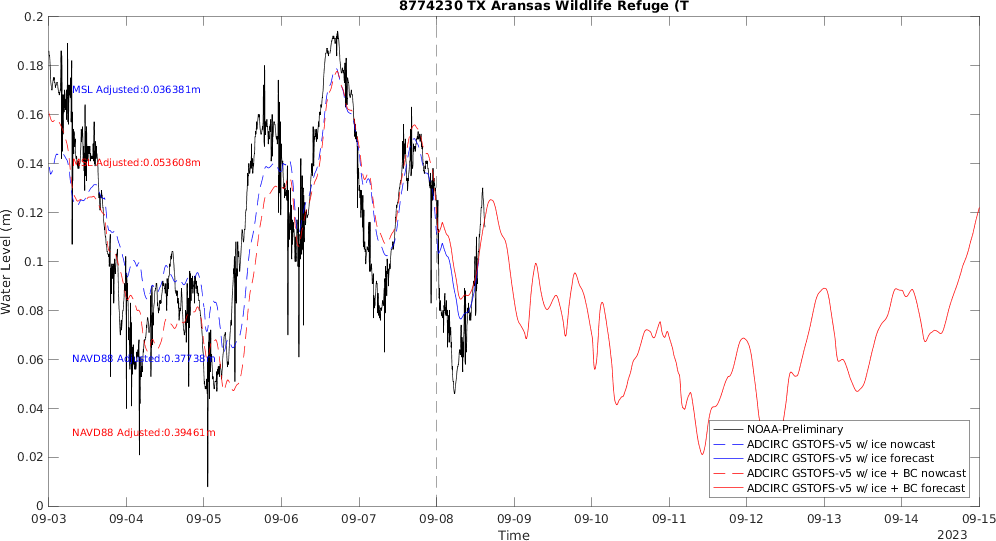 8774230 TX Aransas Wildlife Refuge (T
0.2
0.18
0.16
0.14
0.12
0.1
0.08
0.06
0.04
0.02
0
Water Level (m)
MSL Adjusted:0.036381m
MSL Adjusted:0.053608m
NAVD88 Adjusted:0.37738m
NAVD88 Adjusted:0.39461m
NOAA-Preliminary
ADCIRC GSTOFS-v5 w/ ice nowcast
ADCIRC GSTOFS-v5 w/ ice forecast
ADCIRC GSTOFS-v5 w/ ice + BC nowcast
ADCIRC GSTOFS-v5 w/ ice + BC forecast
09-03 09-04 09-05 09-06 09-07 09-08 09-09 09-10 09-11 09-12 09-13 09-14 09-15
Time
2023